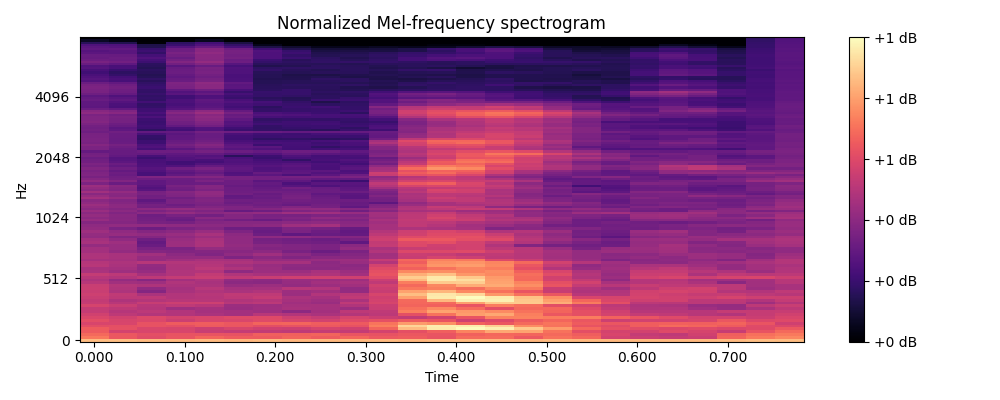 Normalized Mel-frequency spectrogram
Hz
4096
2048
1024
512
0
0.000 0.100 0.200 0.300 0.400 0.500 0.600 0.700
Time
+1 dB
+1 dB
+1 dB
+0 dB
+0 dB
+0 dB